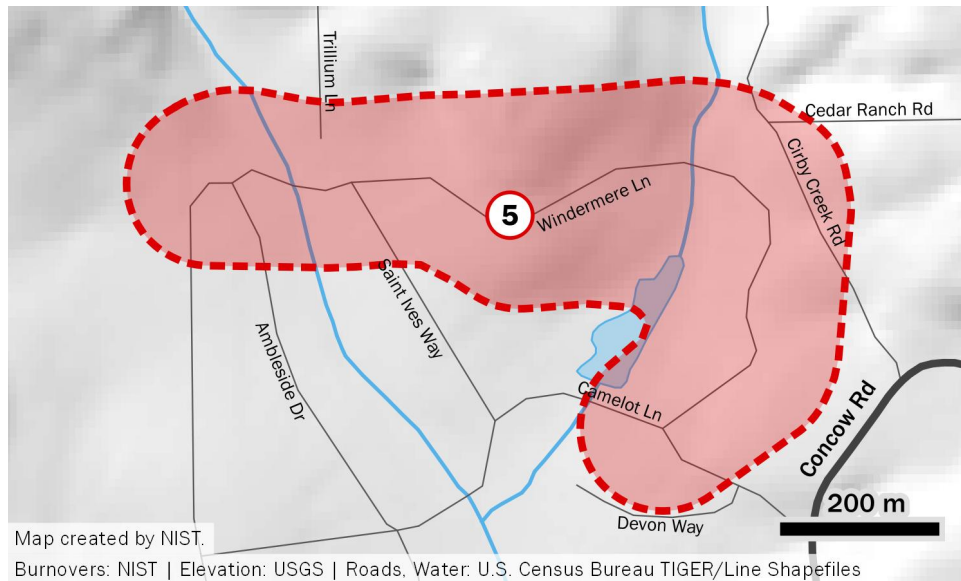 Trillium Ln
Cedar Ranch Rd
Cirby Creek Rd
5
Windermere Ln
Saint Ives Way
Ambleside Dr
Camelot Ln
Concow Rd
Devon Way
200 m
Map created by NIST.
Burnovers: NIST | Elevation: USGS | Roads, Water: U.S. Census Bureau TIGER/Line Shapefiles